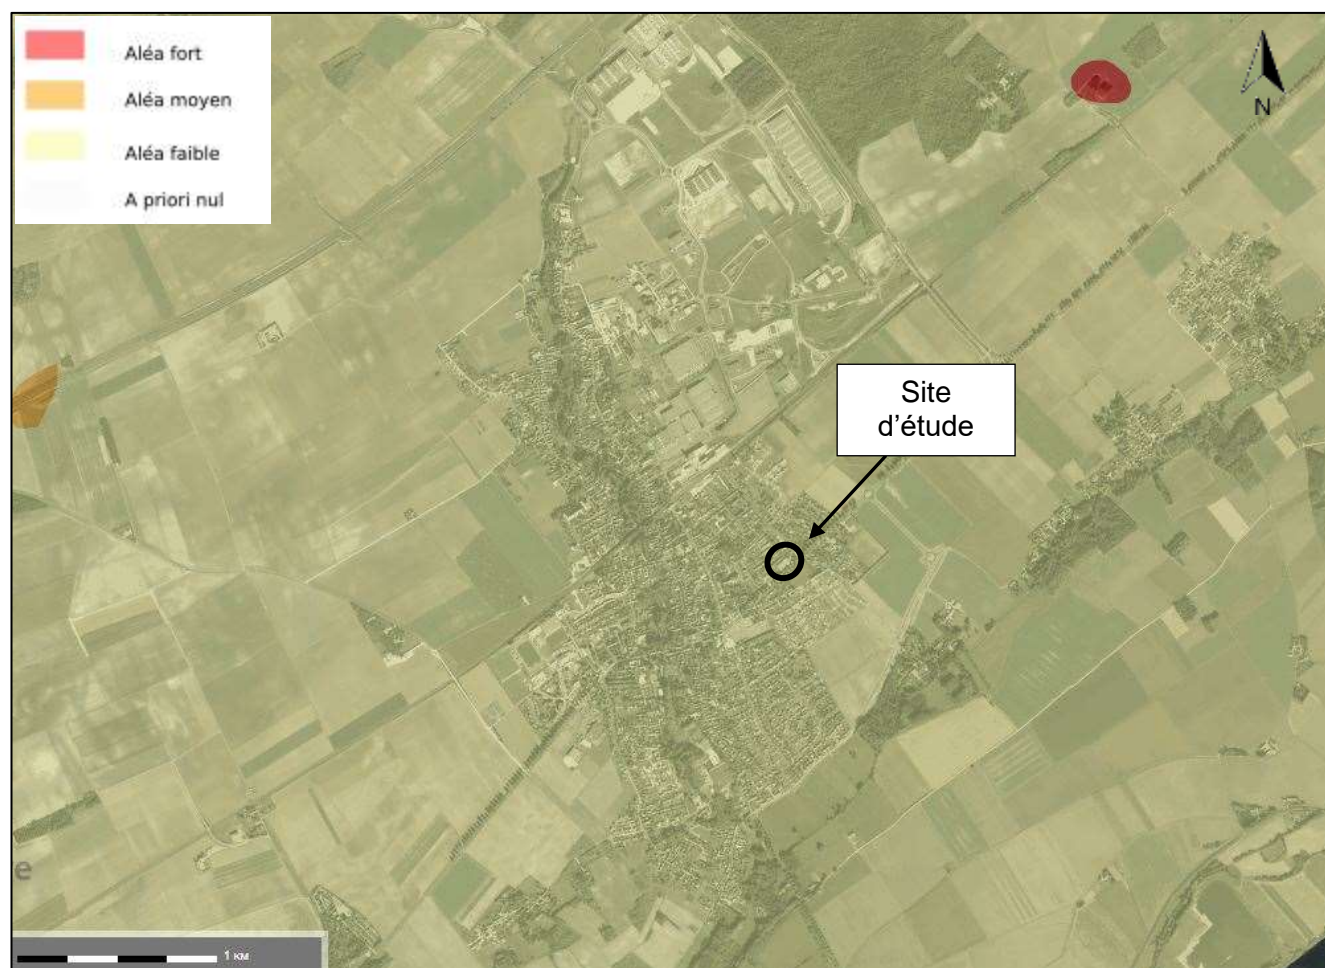 Aléa fort
Aléa moyen
Aléa faible
A priori nul
N
Site
d'étude
e
1 KM